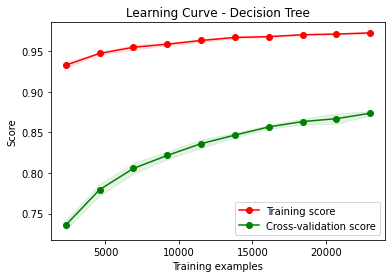 Learning Curve - Decision Tree
0.95
0.90
0.85
0.80
0.75
Score
5000 10000 15000 20000
Training examples
Training score
Cross-validation score